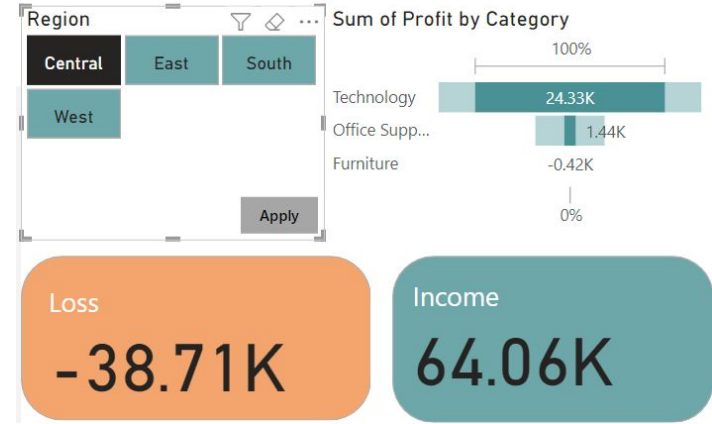 Region
Central East South
West
Apply
Sum of Profit by Category
100%
Technology 24.33K
Office Supp... 1.44K
Furniture -0.42K
0%
Loss
-38.71K
Income
64.06K